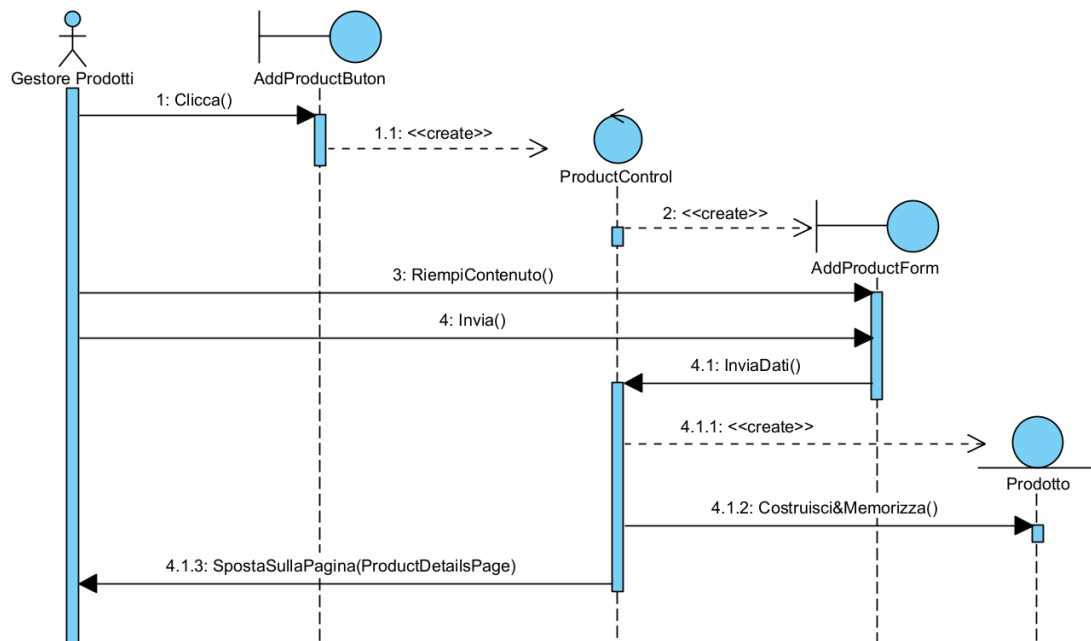 Gestore Prodotti
AddProductButon
1: Clicca()
1.1: <<create>>
ProductControl
2: <<create>>
AddProductForm
3: RiempiContenuto()
4: Invia()
4.1: InviaDati()
4.1.1: <<create>>
Prodotto
4.1.2: Costruisci&Memorizza()
4.1.3: SpostaSullaPagina(ProductDetailsPage)